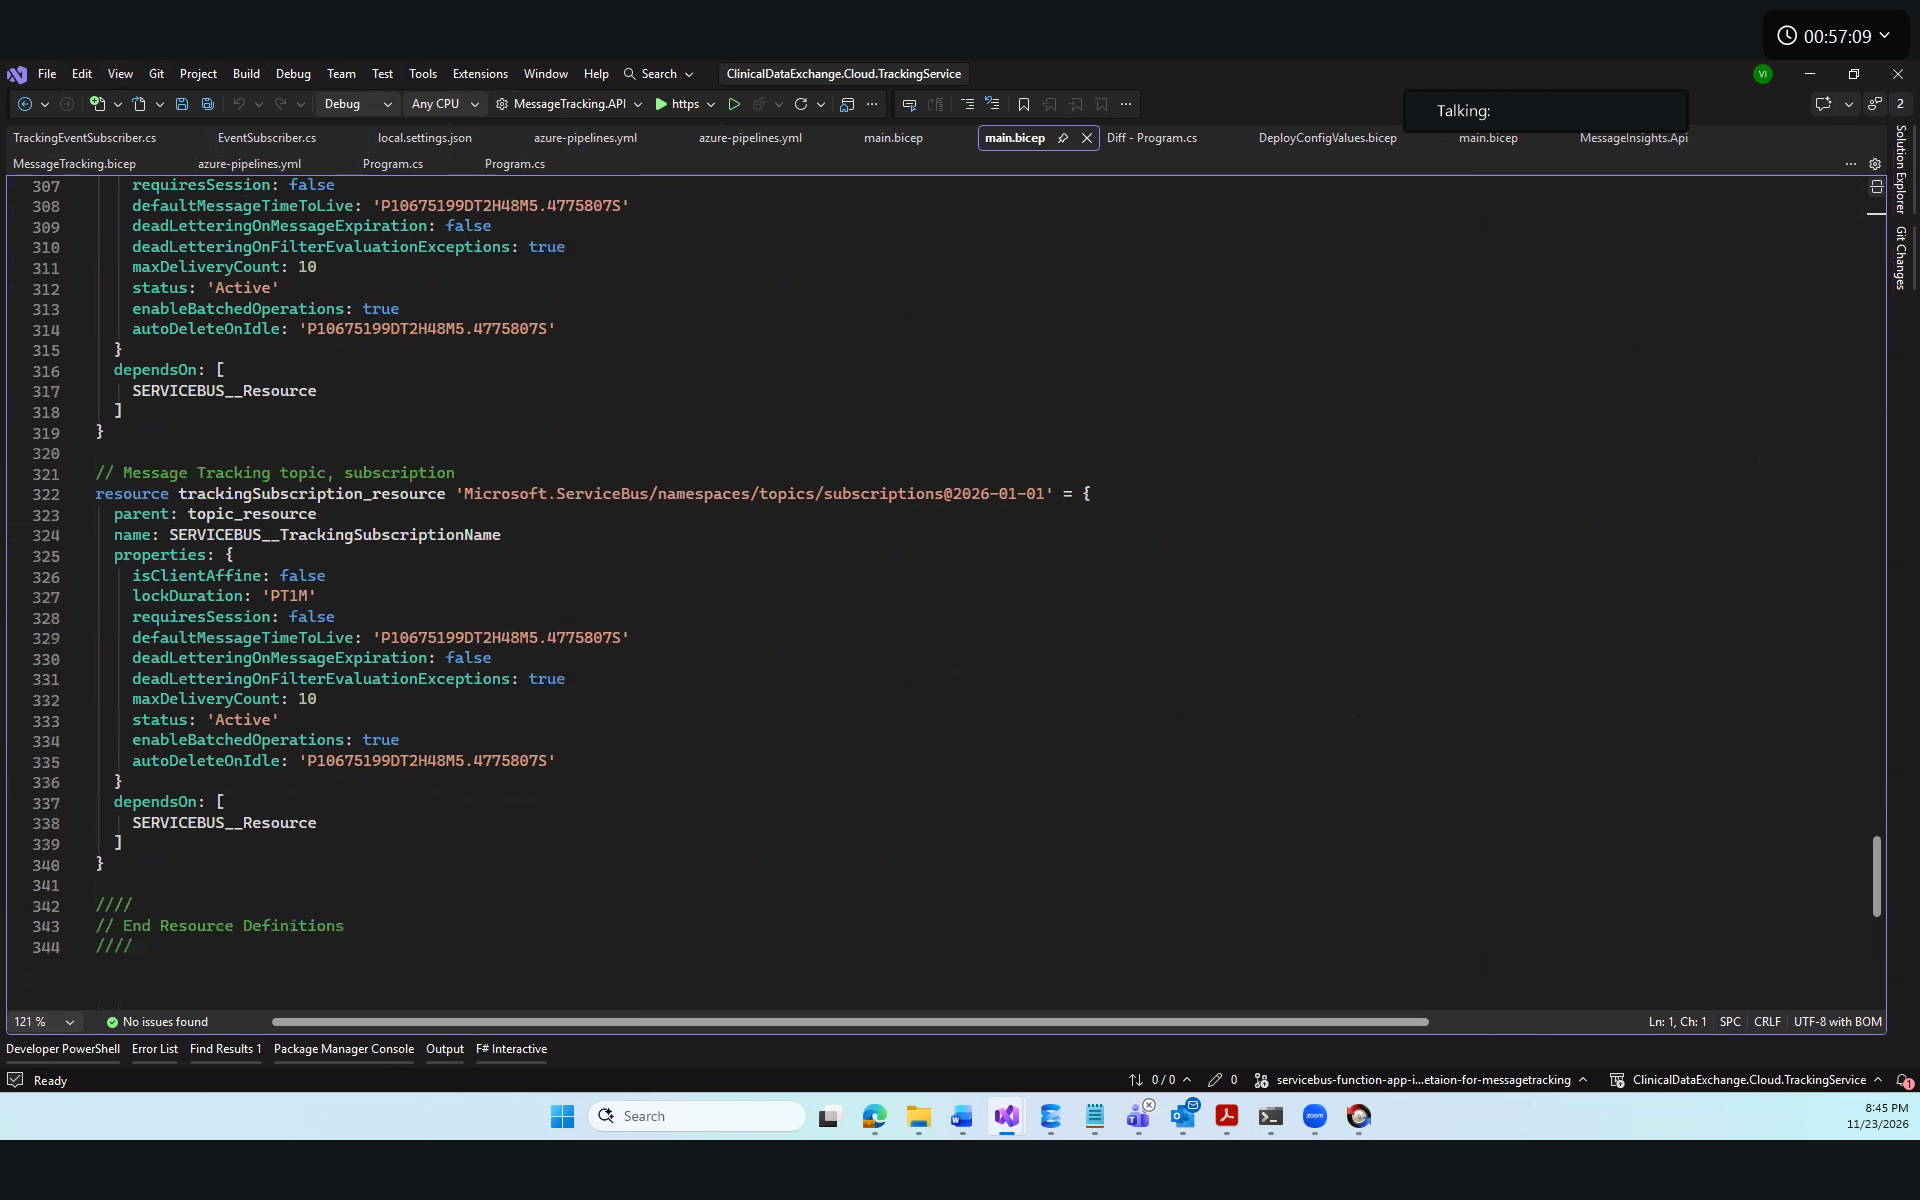 00:57:09
File Edit View Git Project Build Debug Team Test Tools Extensions Window Help Search ClinicalDataExchange.Cloud.TrackingService VI
Debug Any CPU MessageTracking.API https 2
Talking:
TrackingEventSubscriber.cs EventSubscriber.cs local.settings.json azure-pipelines.yml azure-pipelines.yml main.bicep main.bicep Diff - Program.cs DeployConfigValues.bicep main.bicep MessageInsights.Api
MessageTracking.bicep azure-pipelines.yml Program.cs Program.cs
Solution Explorer
Git Changes
307 requiresSession: false
308 defaultMessageTimeToLive: 'P10675199DT2H48M5.4775807S'
309 deadLetteringOnMessageExpiration: false
310 deadLetteringOnFilterEvaluationExceptions: true
311 maxDeliveryCount: 10
312 status: 'Active'
313 enableBatchedOperations: true
314 autoDeleteOnIdle: 'P10675199DT2H48M5.4775807S'
315 }
316 dependsOn: [
317 SERVICEBUS__Resource
318 ]
319 }
320
321 // Message Tracking topic, subscription
322 resource trackingSubscription_resource 'Microsoft.ServiceBus/namespaces/topics/subscriptions@2026-01-01' = {
323 parent: topic_resource
324 name: SERVICEBUS__TrackingSubscriptionName
325 properties: {
326 isClientAffine: false
327 lockDuration: 'PT1M'
328 requiresSession: false
329 defaultMessageTimeToLive: 'P10675199DT2H48M5.4775807S'
330 deadLetteringOnMessageExpiration: false
331 deadLetteringOnFilterEvaluationExceptions: true
332 maxDeliveryCount: 10
333 status: 'Active'
334 enableBatchedOperations: true
335 autoDeleteOnIdle: 'P10675199DT2H48M5.4775807S'
336 }
337 dependsOn: [
338 SERVICEBUS__Resource
339 ]
340 }
341
342 ////
343 // End Resource Definitions
344 ////
121 % No issues found Ln: 1, Ch: 1 SPC CRLF UTF-8 with BOM
Developer PowerShell Error List Find Results 1 Package Manager Console Output F# Interactive
Ready 0 / 0 0 servicebus-function-app-i...etaion-for-messagetracking ClinicalDataExchange.Cloud.TrackingService 1
Search zoom 8:45 PM
11/23/2026